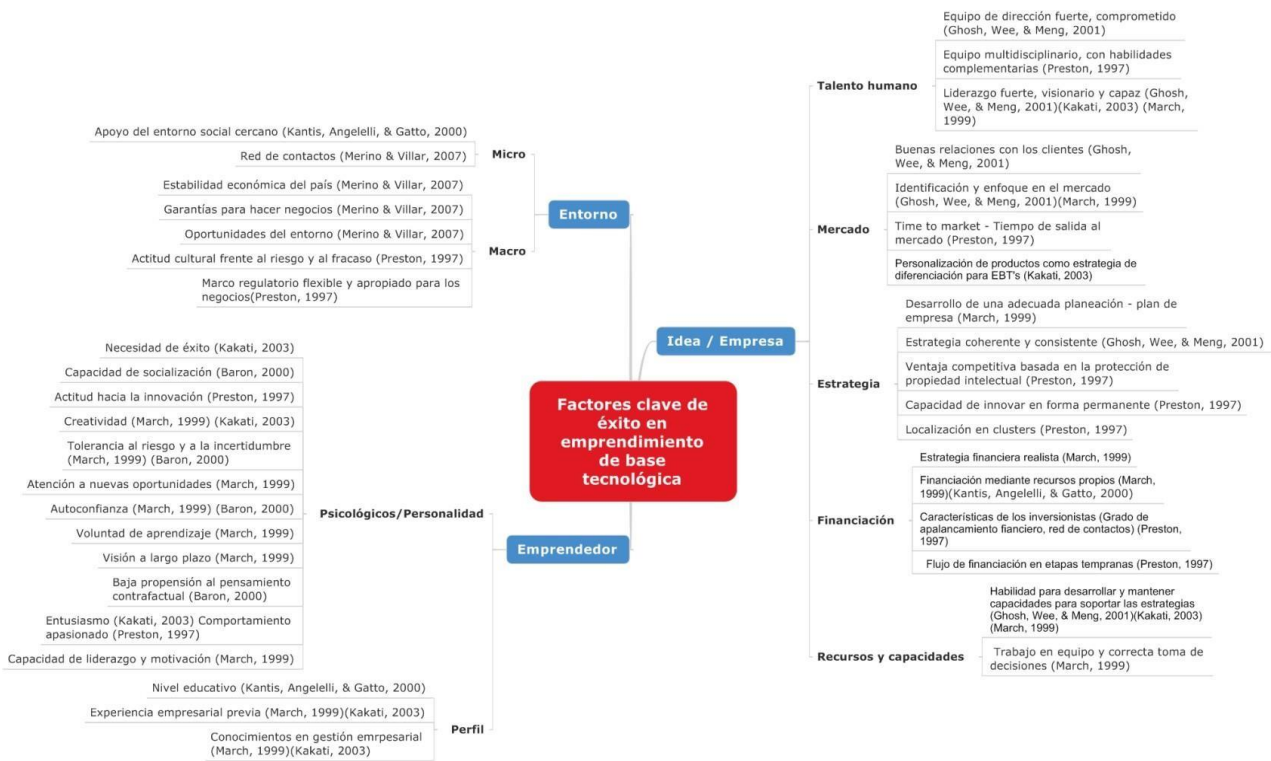 Factores clave de
éxito en
emprendimiento
de base
tecnológica
Entorno
Micro
Apoyo del entorno social cercano (Kantis, Angelelli, & Gatto, 2000)
Red de contactos (Merino & Villar, 2007)
Macro
Estabilidad económica del país (Merino & Villar, 2007)
Garantías para hacer negocios (Merino & Villar, 2007)
Oportunidades del entorno (Merino & Villar, 2007)
Actitud cultural frente al riesgo y al fracaso (Preston, 1997)
Marco regulatorio flexible y apropiado para los
negocios(Preston, 1997)
Emprendedor
Psicológicos/Personalidad
Necesidad de éxito (Kakati, 2003)
Capacidad de socialización (Baron, 2000)
Actitud hacia la innovación (Preston, 1997)
Creatividad (March, 1999) (Kakati, 2003)
Tolerancia al riesgo y a la incertidumbre
(March, 1999) (Baron, 2000)
Atención a nuevas oportunidades (March, 1999)
Autoconfianza (March, 1999) (Baron, 2000)
Voluntad de aprendizaje (March, 1999)
Visión a largo plazo (March, 1999)
Baja propensión al pensamiento
contrafactual (Baron, 2000)
Entusiasmo (Kakati, 2003) Comportamiento
apasionado (Preston, 1997)
Capacidad de liderazgo y motivación (March, 1999)
Perfil
Nivel educativo (Kantis, Angelelli, & Gatto, 2000)
Experiencia empresarial previa (March, 1999)(Kakati, 2003)
Conocimientos en gestión emrpesarial
(March, 1999)(Kakati, 2003)
Idea / Empresa
Talento humano
Equipo de dirección fuerte, comprometido
(Ghosh, Wee, & Meng, 2001)
Equipo multidisciplinario, con habilidades
complementarias (Preston, 1997)
Liderazgo fuerte, visionario y capaz (Ghosh,
Wee, & Meng, 2001)(Kakati, 2003) (March,
1999)
Mercado
Buenas relaciones con los clientes (Ghosh,
Wee, & Meng, 2001)
Identificación y enfoque en el mercado
(Ghosh, Wee, & Meng, 2001)(March, 1999)
Time to market - Tiempo de salida al
mercado (Preston, 1997)
Personalización de productos como estrategia de
diferenciación para EBT's (Kakati, 2003)
Estrategia
Desarrollo de una adecuada planeación - plan de
empresa (March, 1999)
Estrategia coherente y consistente (Ghosh, Wee, & Meng, 2001)
Ventaja competitiva basada en la protección de
propiedad intelectual (Preston, 1997)
Capacidad de innovar en forma permanente (Preston, 1997)
Localización en clusters (Preston, 1997)
Financiación
Estrategia financiera realista (March, 1999)
Financiación mediante recursos propios (March,
1999)(Kantis, Angelelli, & Gatto, 2000)
Características de los inversionistas (Grado de
apalancamiento fianciero, red de contactos) (Preston,
1997)
Flujo de financiación en etapas tempranas (Preston, 1997)
Recursos y capacidades
Habilidad para desarrollar y mantener
capacidades para soportar las estrategias
(Ghosh, Wee, & Meng, 2001)(Kakati, 2003)
(March, 1999)
Trabajo en equipo y correcta toma de
decisiones (March, 1999)